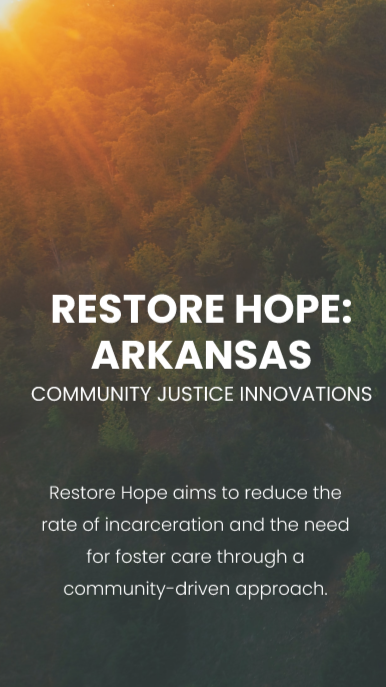 RESTORE HOPE:
ARKANSAS
COMMUNITY JUSTICE INNOVATIONS
Restore Hope aims to reduce the
rate of incarceration and the need
for foster care through a
community-driven approach.